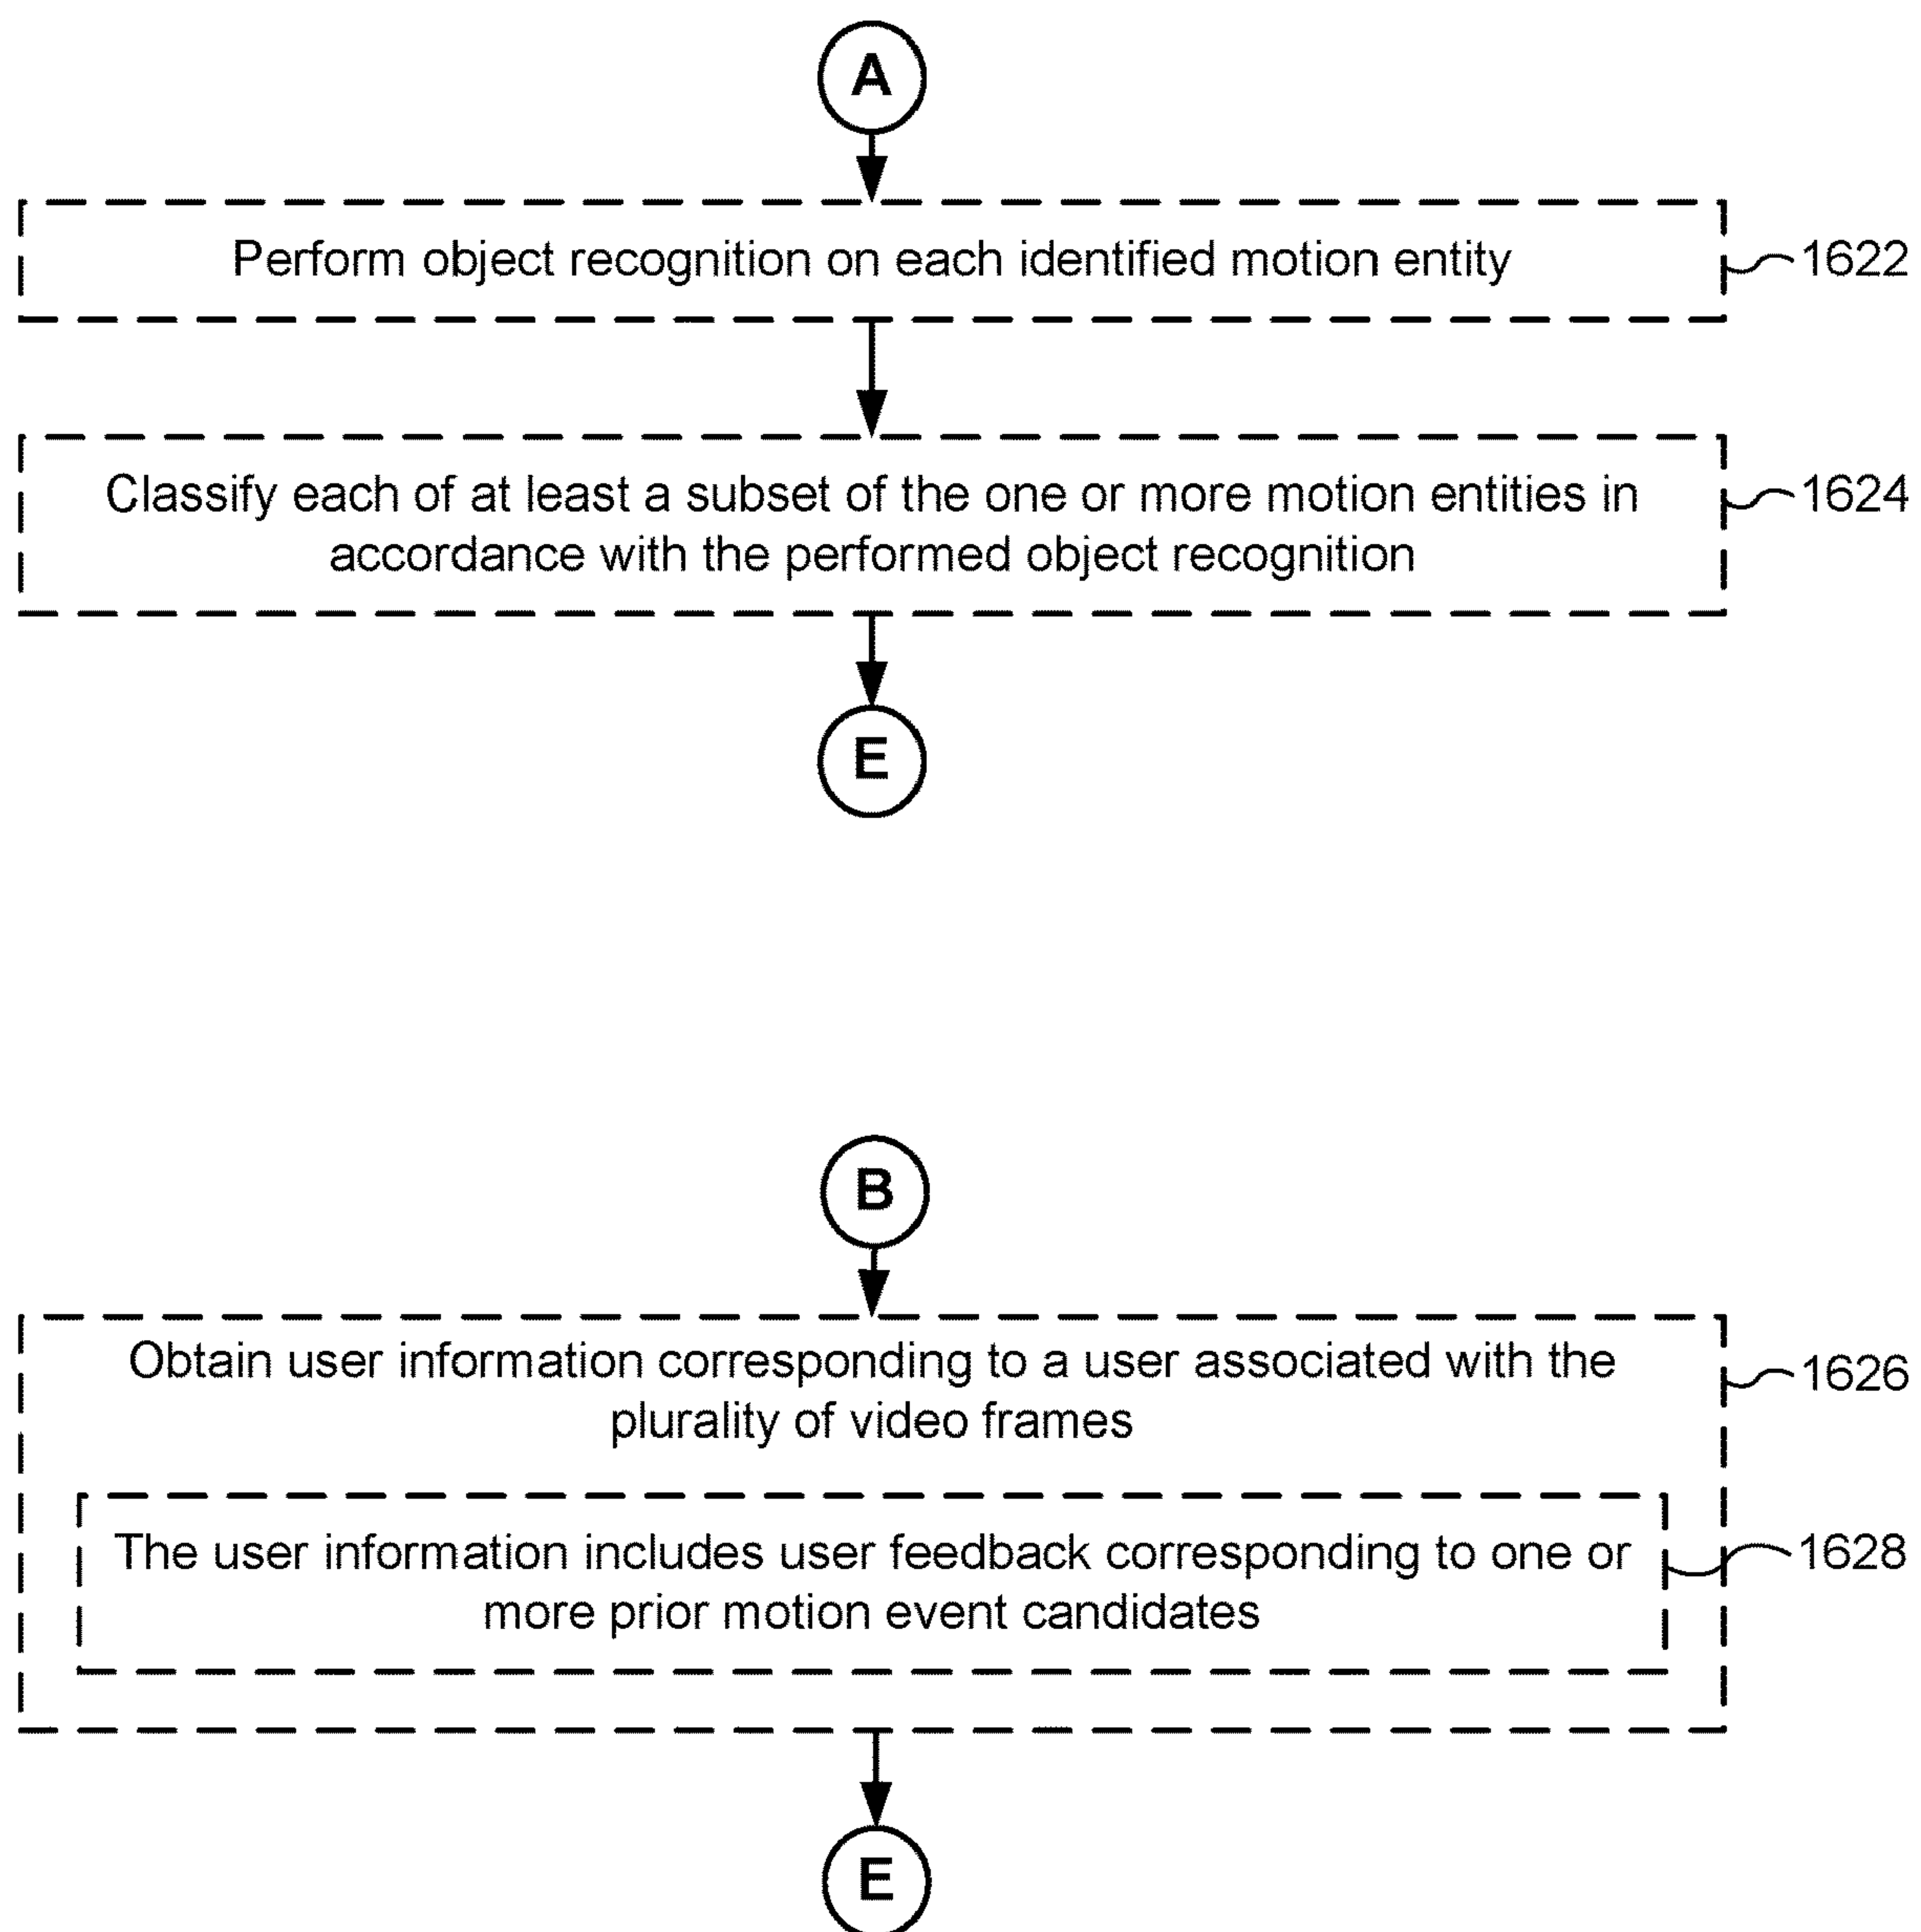 A
Perform object recognition on each identified motion entity
1622
Classify each of at least a subset of the one or more motion entities in
accordance with the performed object recognition
1624
E
B
Obtain user information corresponding to a user associated with the
plurality of video frames
1626
The user information includes user feedback corresponding to one or
more prior motion event candidates
1628
E